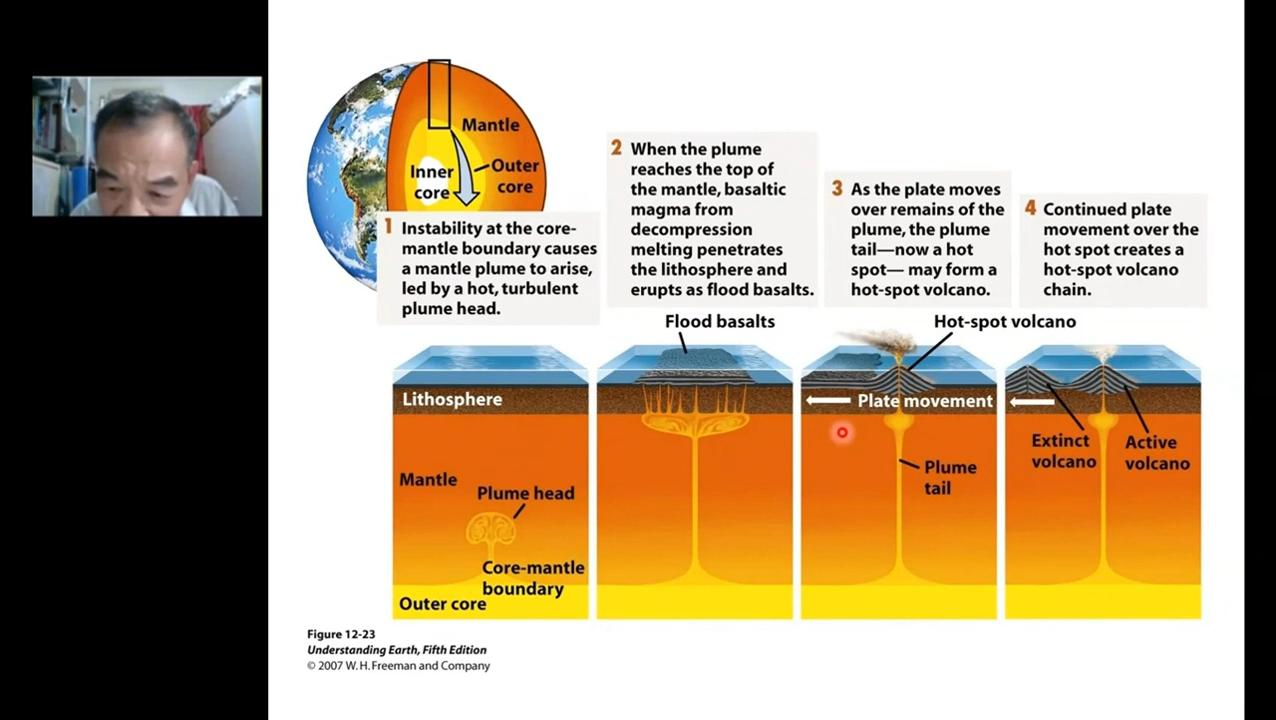 Mantle
Inner
core
Outer
core
1 Instability at the core-
mantle boundary causes
a mantle plume to arise,
led by a hot, turbulent
plume head.
2 When the plume
reaches the top of
the mantle, basaltic
magma from
decompression
melting penetrates
the lithosphere and
erupts as flood basalts.
3 As the plate moves
over remains of the
plume, the plume
tail—now a hot
spot— may form a
hot-spot volcano.
4 Continued plate
movement over the
hot spot creates a
hot-spot volcano
chain.
Flood basalts
Hot-spot volcano
Lithosphere
Mantle
Plume head
Core-mantle
boundary
Outer core
Plate movement
Plume
tail
Extinct
volcano
Active
volcano
Figure 12-23
Understanding Earth, Fifth Edition
© 2007 W. H. Freeman and Company